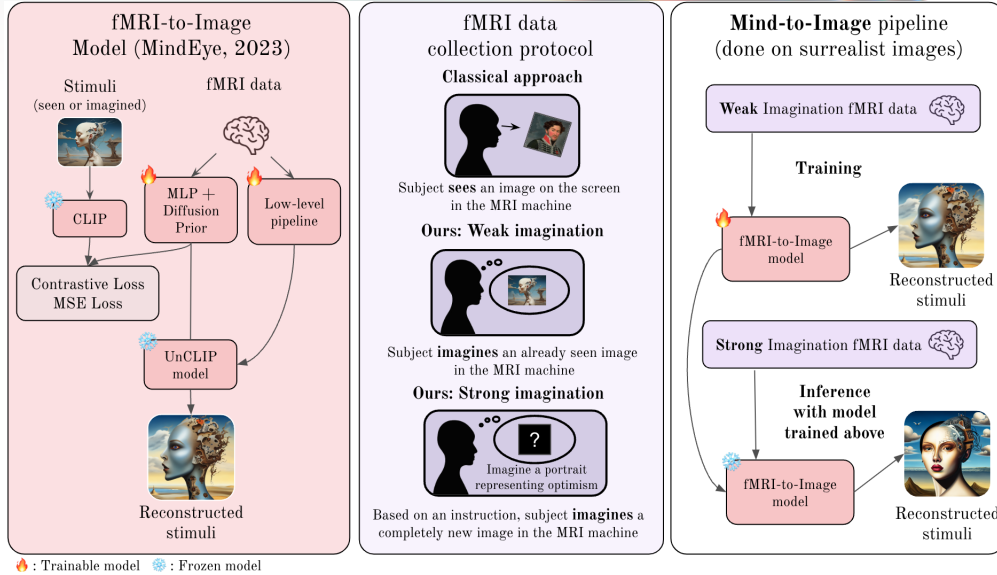 fMRI-to-Image
Model (MindEye, 2023)
Stimuli
(seen or imagined)
fMRI data
CLIP
MLP +
Diffusion
Prior
Low-level
pipeline
Contrastive Loss
MSE Loss
UnCLIP
model
Reconstructed
stimuli
fMRI data
collection protocol
Classical approach
Subject sees an image on the screen
in the MRI machine
Ours: Weak imagination
Subject imagines an already seen image
in the MRI machine
Ours: Strong imagination
?
Imagine a portrait
representing optimism
Based on an instruction, subject imagines a
completely new image in the MRI machine
Mind-to-Image pipeline
(done on surrealist images)
Weak Imagination fMRI data
Training
fMRI-to-Image
model
Reconstructed
stimuli
Strong Imagination fMRI data
Inference
with model
trained above
fMRI-to-Image
model
Reconstructed
stimuli
: Trainable model : Frozen model